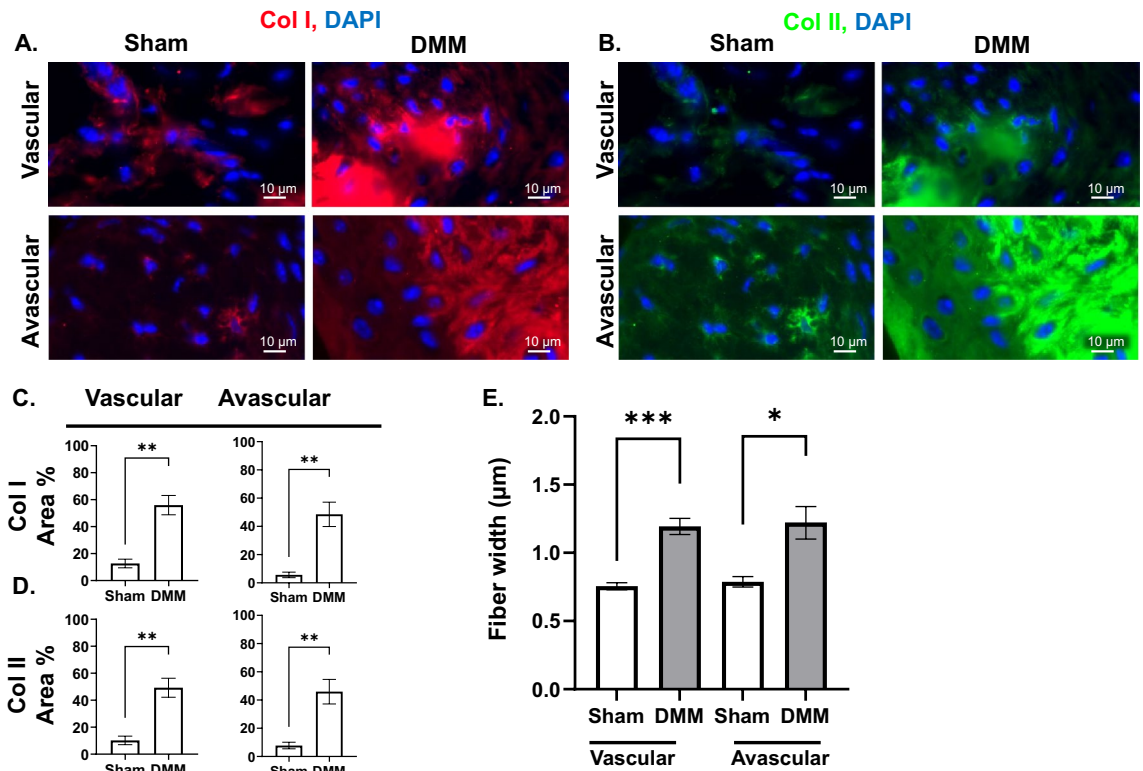 Col I, DAPI
A.
Sham
DMM
Vascular
10 µm
10 µm
Avascular
10 µm
10 µm
Col II, DAPI
B.
Sham
DMM
Vascular
10 µm
10 µm
Avascular
10 µm
10 µm
C.
Vascular
Avascular
Col I
Area %
100
80
60
40
20
0
**
Sham DMM
100
80
60
40
20
0
**
Sham DMM
D.
Col II
Area %
100
80
60
40
20
0
**
Sham DMM
100
80
60
40
20
0
**
Sham DMM
E.
Fiber width (µm)
2.0
1.5
1.0
0.5
0.0
***
*
Sham DMM Sham DMM
Vascular
Avascular